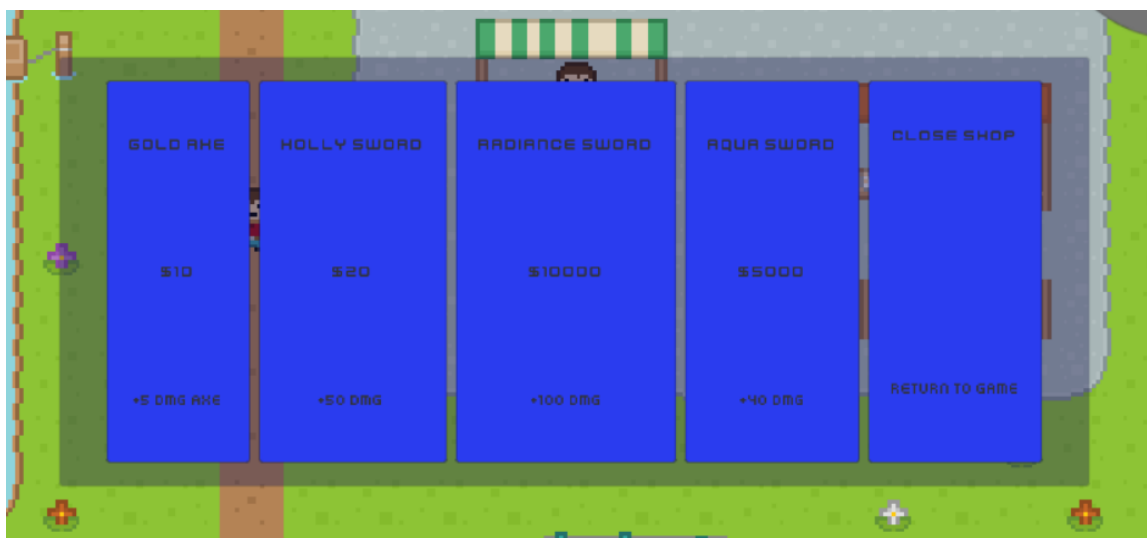 GOLD AXE
$10
+5 DMG AXE
HOLLY SWORD
$20
+50 DMG
RADIANCE SWORD
$10000
+100 DMG
AQUA SWORD
$5000
+40 DMG
CLOSE SHOP
RETURN TO GAME